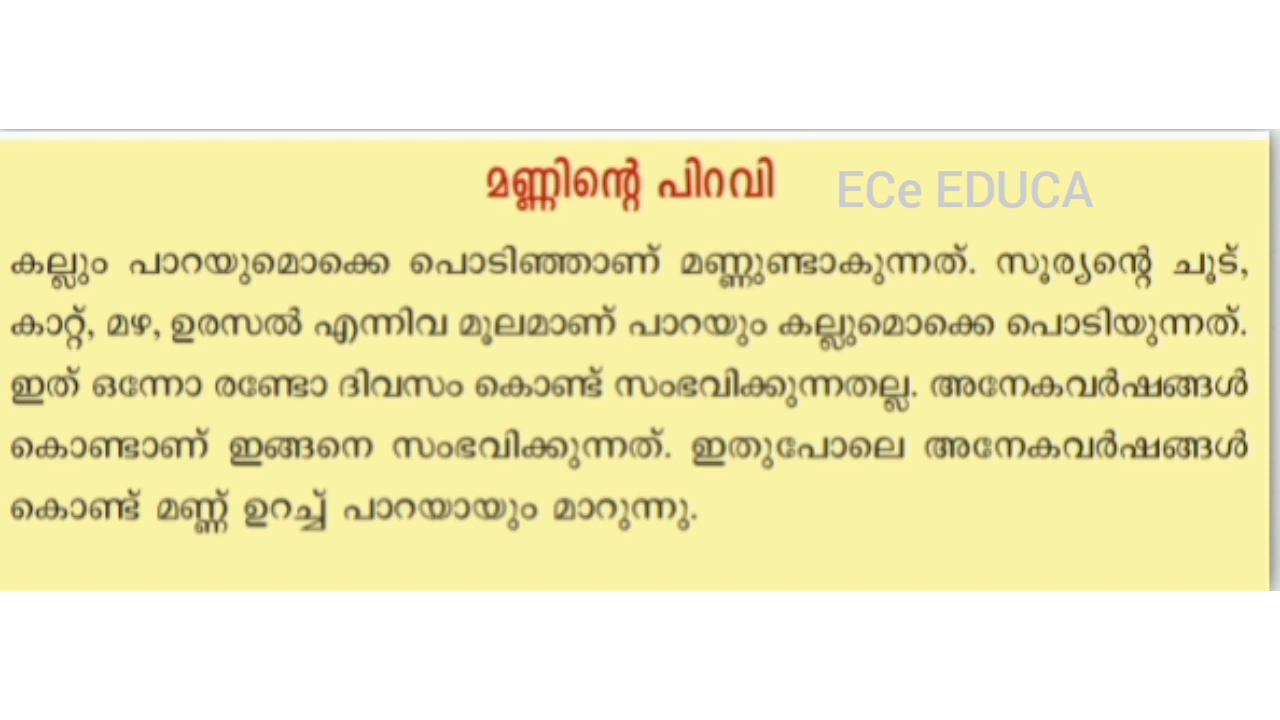 മണ്ണിന്റെ പിറവി
ECe EDUCA
കല്ലും പാറയുമൊക്കെ പൊടിഞ്ഞാണ് മണ്ണുണ്ടാകുന്നത്. സൂര്യന്റെ ചൂട്,
കാറ്റ്, മഴ, ഉരസൽ എന്നിവ മൂലമാണ് പാറയും കല്ലുമൊക്കെ പൊടിയുന്നത്.
ഇത് ഒന്നോ രണ്ടോ ദിവസം കൊണ്ട് സംഭവിക്കുന്നതല്ല. അനേകവർഷങ്ങൾ
കൊണ്ടാണ് ഇങ്ങനെ സംഭവിക്കുന്നത്. ഇതുപോലെ അനേകവർഷങ്ങൾ
കൊണ്ട് മണ്ണ് ഉറച്ച് പാറയായും മാറുന്നു.